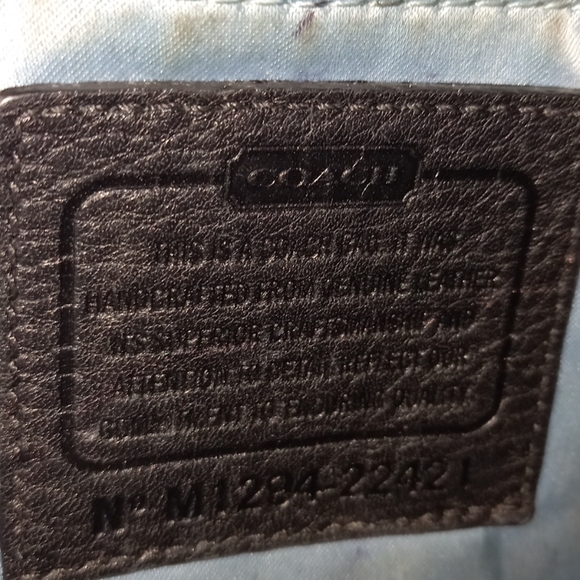 COACH
THIS IS A COACH BAG. IT WAS
HANDCRAFTED FROM GENUINE LEATHER
ITS SUPERIOR CRAFTSMANSHIP AND
ATTENTION TO DETAIL REFLECT OUR
COMMITMENT TO ENDURING QUALITY.
Nº M1294-22421